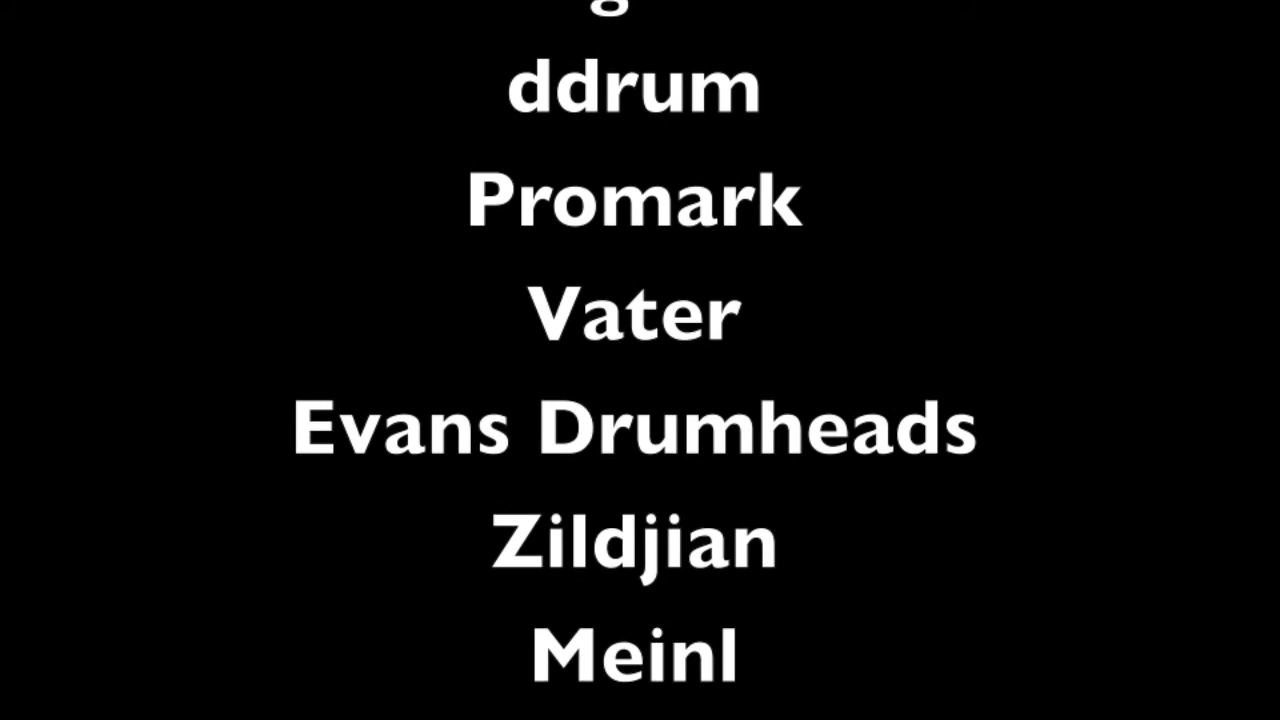 ddrum
Promark
Vater
Evans Drumheads
Zildjian
Meinl